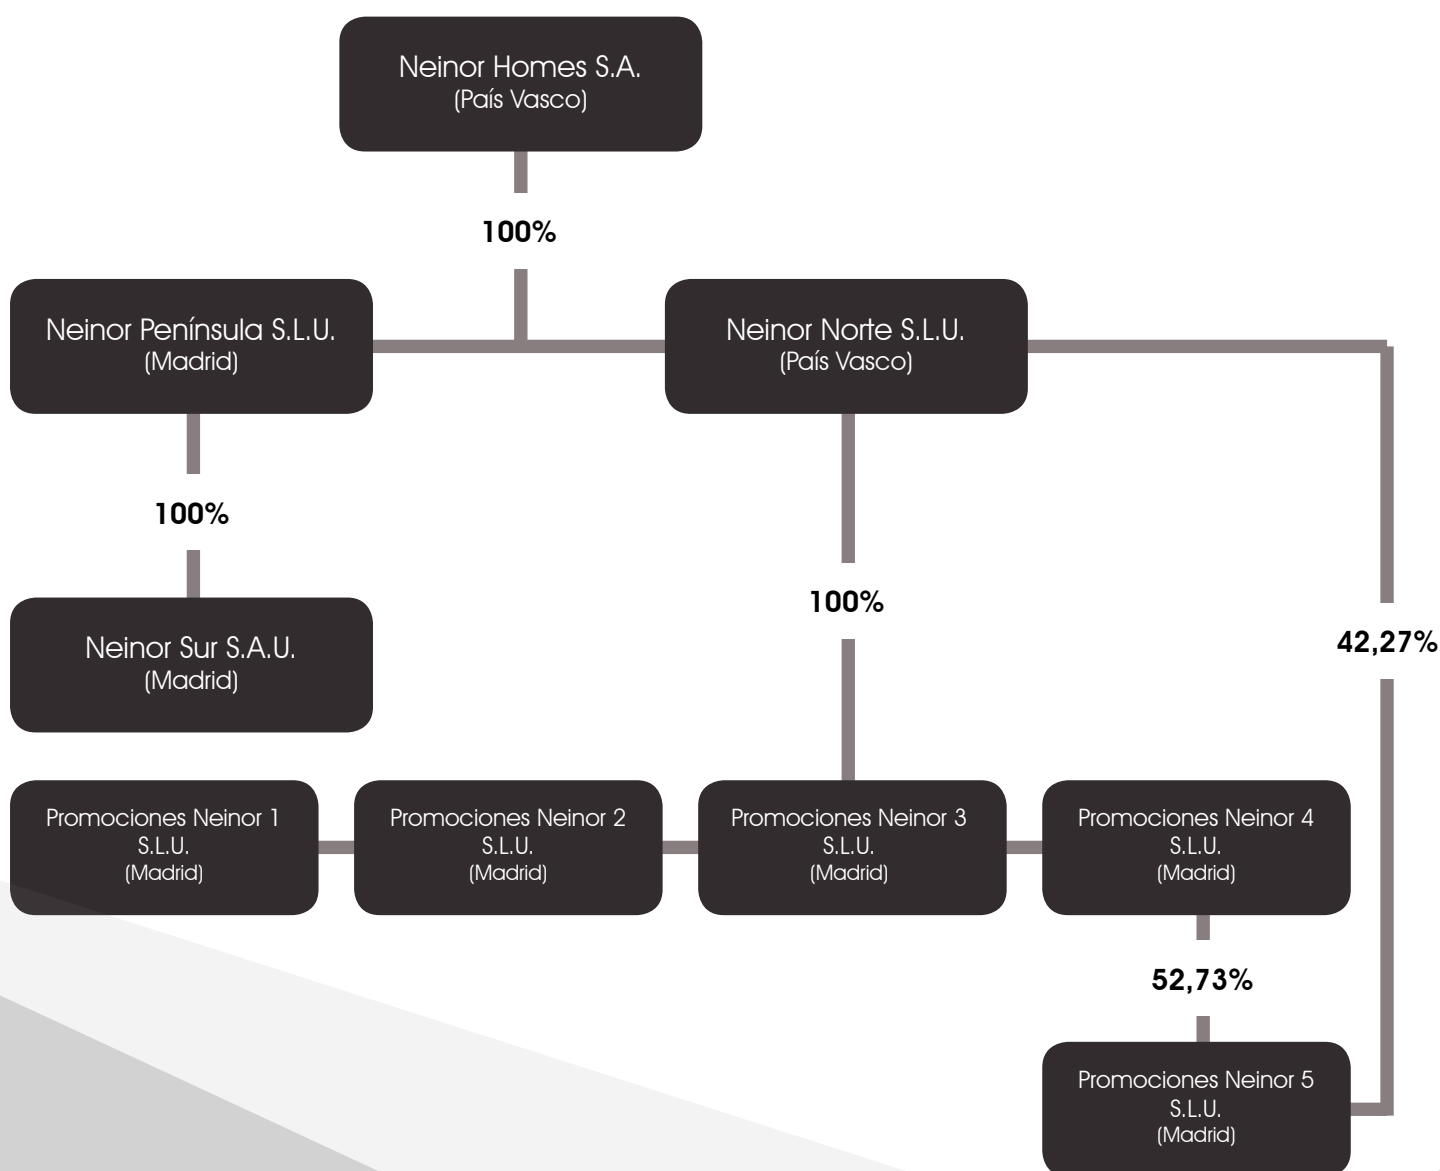 Neinor Homes S.A.
(País Vasco)
100%
Neinor Península S.L.U.
(Madrid)
Neinor Norte S.L.U.
(País Vasco)
100%
100%
42,27%
Neinor Sur S.A.U.
(Madrid)
Promociones Neinor 1
S.L.U.
(Madrid)
Promociones Neinor 2
S.L.U.
(Madrid)
Promociones Neinor 3
S.L.U.
(Madrid)
Promociones Neinor 4
S.L.U.
(Madrid)
52,73%
Promociones Neinor 5
S.L.U.
(Madrid)